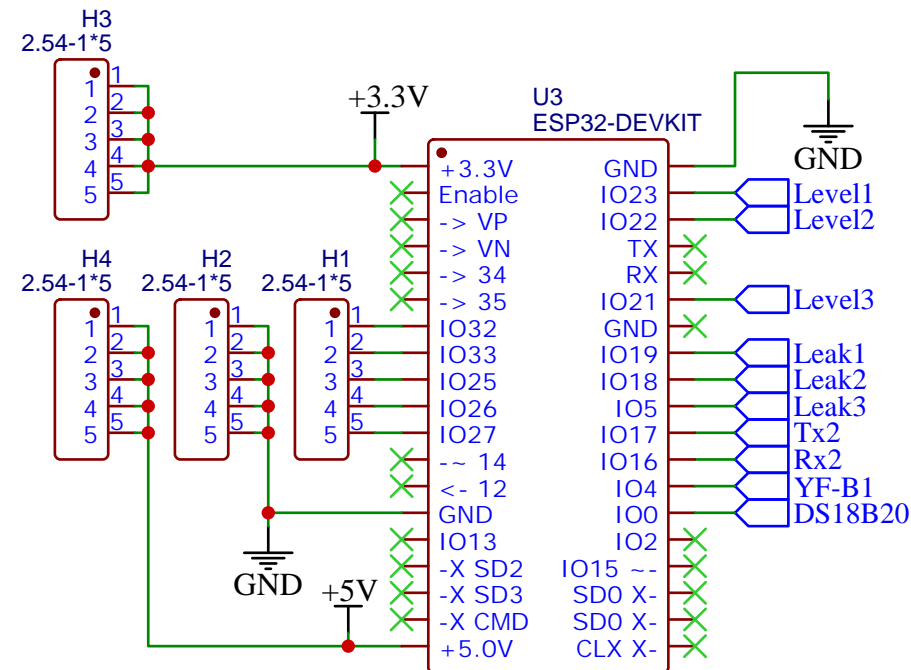 H3
2.54-1*5
1
2
3
4
5
1
2
3
4
5
+3.3V
U3
ESP32-DEVKIT
GND
H4
2.54-1*5
1
2
3
4
5
1
2
3
4
5
H2
2.54-1*5
1
2
3
4
5
1
2
3
4
5
H1
2.54-1*5
1
2
3
4
5
1
2
3
4
5
GND
+5V
+3.3V
Enable
-> VP
-> VN
-> 34
-> 35
IO32
IO33
IO25
IO26
IO27
-~ 14
<- 12
GND
IO13
-X SD2
-X SD3
-X CMD
+5.0V
GND
IO23
IO22
TX
RX
IO21
GND
IO19
IO18
IO5
IO17
IO16
IO4
IO0
IO2
IO15 ~-
SD0 X-
SD0 X-
CLX X-
Level1
Level2
Level3
Leak1
Leak2
Leak3
Tx2
Rx2
YF-B1
DS18B20